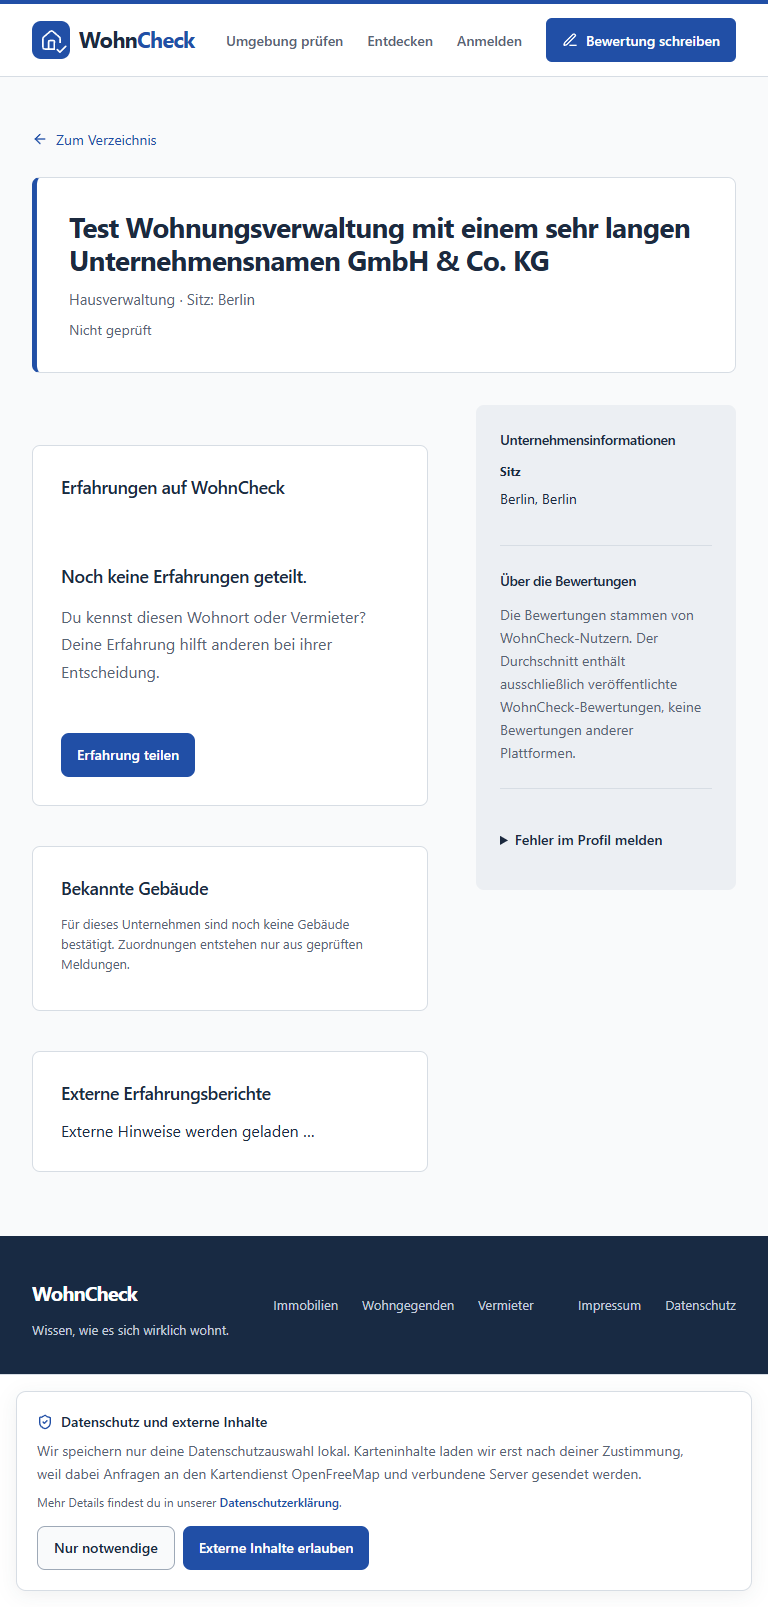 WohnCheck
Umgebung prüfen
Entdecken
Anmelden
Bewertung schreiben
Zum Verzeichnis
Test Wohnungsverwaltung mit einem sehr langen
Unternehmensnamen GmbH & Co. KG
Hausverwaltung · Sitz: Berlin
Nicht geprüft
Erfahrungen auf WohnCheck
Noch keine Erfahrungen geteilt.
Du kennst diesen Wohnort oder Vermieter?
Deine Erfahrung hilft anderen bei ihrer
Entscheidung.
Erfahrung teilen
Bekannte Gebäude
Für dieses Unternehmen sind noch keine Gebäude
bestätigt. Zuordnungen entstehen nur aus geprüften
Meldungen.
Externe Erfahrungsberichte
Externe Hinweise werden geladen ...
Unternehmensinformationen
Sitz
Berlin, Berlin
Über die Bewertungen
Die Bewertungen stammen von
WohnCheck-Nutzern. Der
Durchschnitt enthält
ausschließlich veröffentlichte
WohnCheck-Bewertungen, keine
Bewertungen anderer
Plattformen.
Fehler im Profil melden
WohnCheck
Wissen, wie es sich wirklich wohnt.
Immobilien
Wohngegenden
Vermieter
Impressum
Datenschutz
Datenschutz und externe Inhalte
Wir speichern nur deine Datenschutzauswahl lokal. Karteninhalte laden wir erst nach deiner Zustimmung,
weil dabei Anfragen an den Kartendienst OpenFreeMap und verbundene Server gesendet werden.
Mehr Details findest du in unserer Datenschutzerklärung.
Nur notwendige
Externe Inhalte erlauben